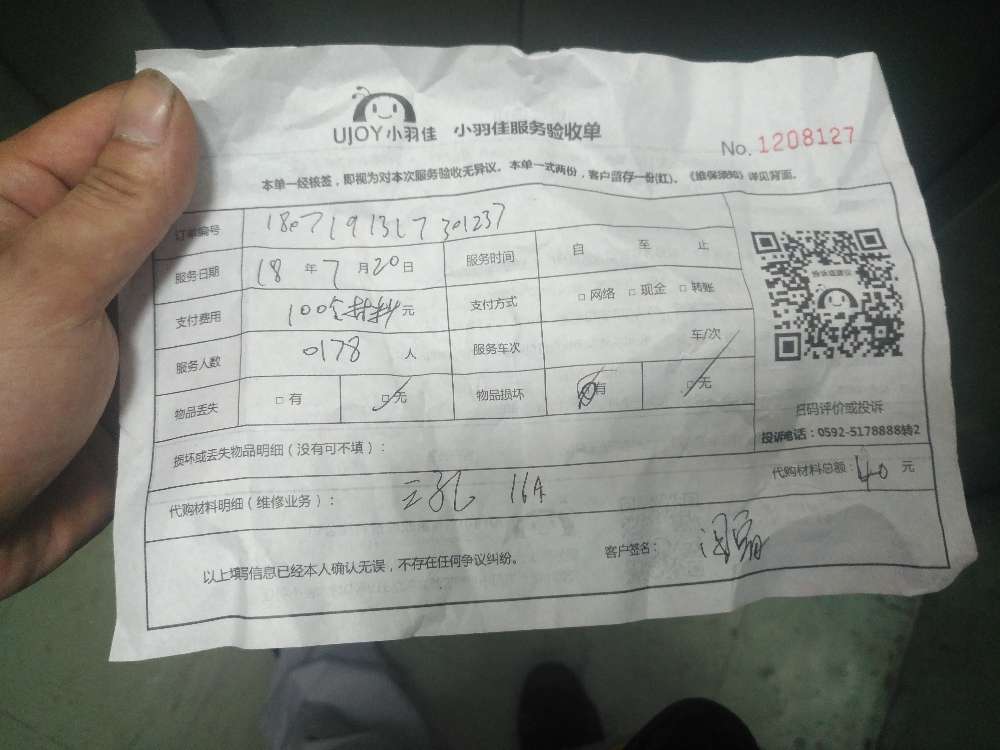 UJOY小羽佳 小羽佳服务验收单
No. 1208127
本单一经核签，即视为对本次服务验收无异议。本单一式两份，客户留存一份(红)。《维保须知》详见背面。
订单编号 1807191317301237
服务日期 18 年 7 月 20 日 服务时间 自 至 止
支付费用 100含材料 元 支付方式 □ 网络 □ 现金 □ 转账
服务人数 0178 人 服务车次 车/次
物品丢失 □ 有 □ 无 物品损坏 □ 有 □ 无
扫码评价或投诉
投诉电话：0592-5178888转2
损坏或丢失物品明细（没有可不填）：
代购材料明细（维修业务）： 三孔 16A 代购材料总额： 40 元
以上填写信息已经本人确认无误，不存在任何争议纠纷。 客户签名：